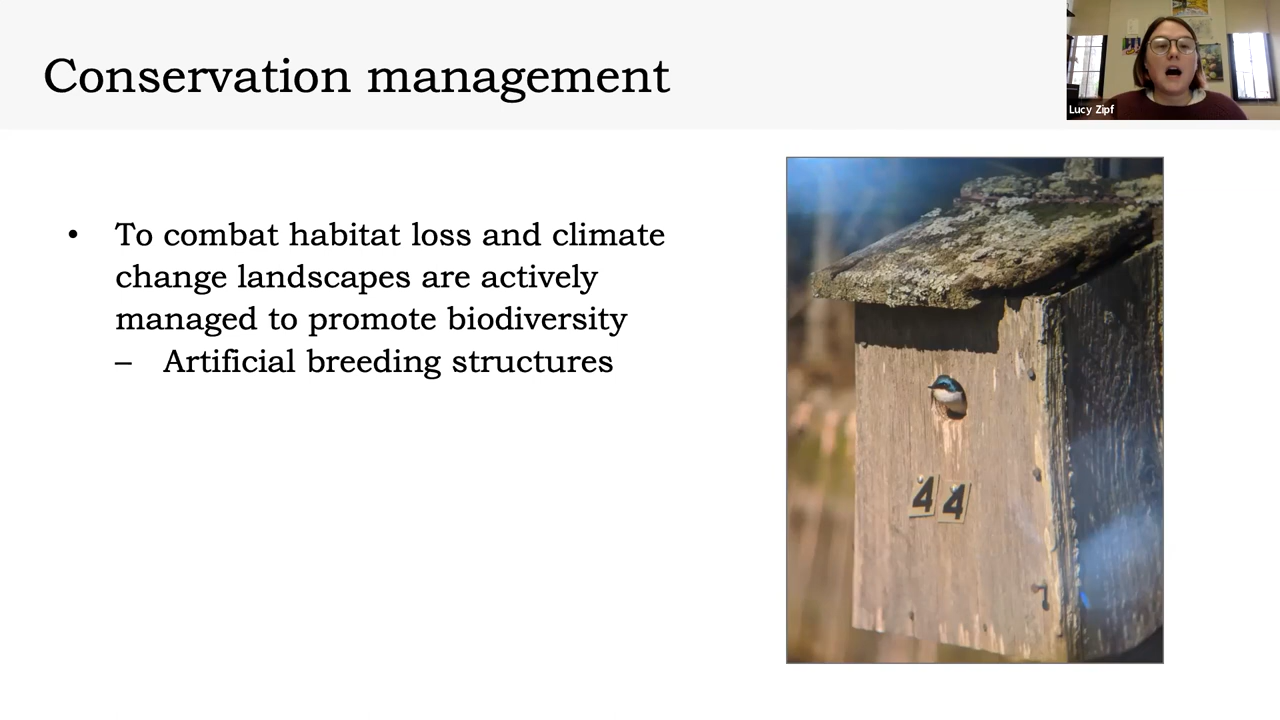 Conservation management
Lucy Zipf
• To combat habitat loss and climate
change landscapes are actively
managed to promote biodiversity
– Artificial breeding structures
44